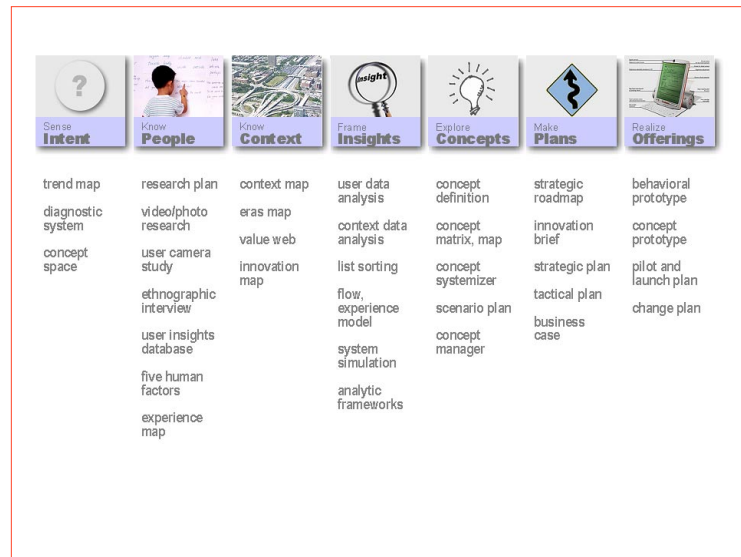 ?
insight
Sense
Intent
Know
People
Know
Context
Frame
Insights
Explore
Concepts
Make
Plans
Realize
Offerings
trend map
diagnostic
system
concept
space
research plan
video/photo
research
user camera
study
ethnographic
interview
user insights
database
five human
factors
experience
map
context map
eras map
value web
innovation
map
user data
analysis
context data
analysis
list sorting
flow,
experience
model
system
simulation
analytic
frameworks
concept
definition
concept
matrix, map
concept
systemizer
scenario plan
concept
manager
strategic
roadmap
innovation
brief
strategic plan
tactical plan
business
case
behavioral
prototype
concept
prototype
pilot and
launch plan
change plan